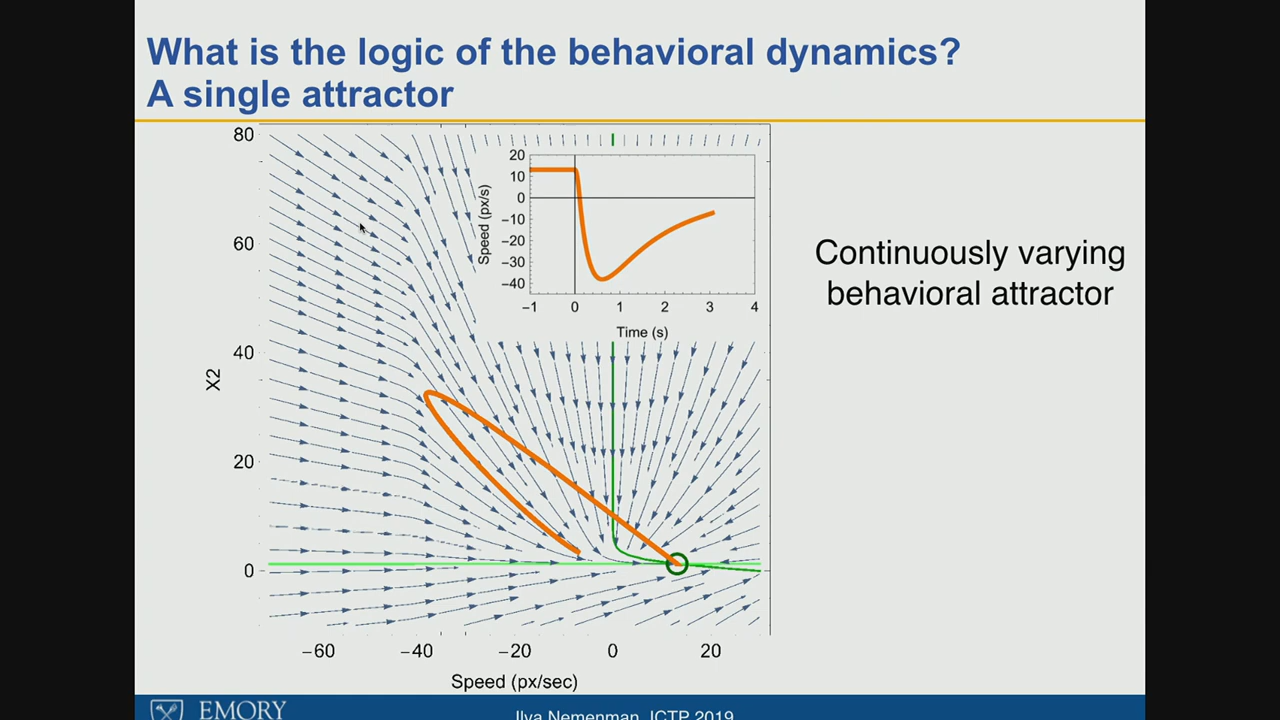 What is the logic of the behavioral dynamics?
A single attractor
80
60
40
20
0
X2
−60 −40 −20 0 20
Speed (px/sec)
20
10
0
−10
−20
−30
−40
Speed (px/s)
−1 0 1 2 3 4
Time (s)
Continuously varying
behavioral attractor
EMORY
Ilya Nemenman, ICTP 2019